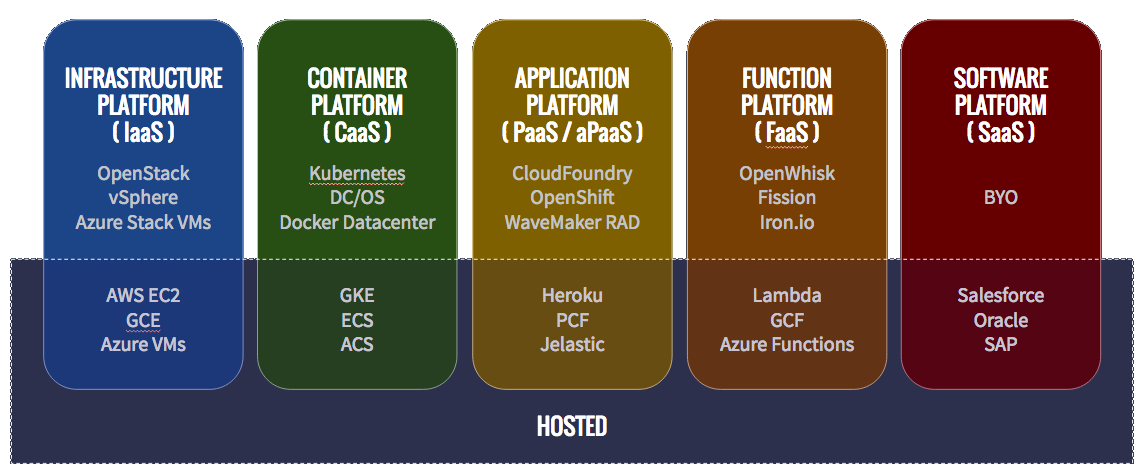 INFRASTRUCTURE
PLATFORM
( IaaS )
OpenStack
vSphere
Azure Stack VMs
AWS EC2
GCE
Azure VMs
CONTAINER
PLATFORM
( CaaS )
Kubernetes
DC/OS
Docker Datacenter
GKE
ECS
ACS
APPLICATION
PLATFORM
( PaaS / aPaaS )
CloudFoundry
OpenShift
WaveMaker RAD
Heroku
PCF
Jelastic
FUNCTION
PLATFORM
( FaaS )
OpenWhisk
Fission
Iron.io
Lambda
GCF
Azure Functions
SOFTWARE
PLATFORM
( SaaS )
BYO
Salesforce
Oracle
SAP
HOSTED